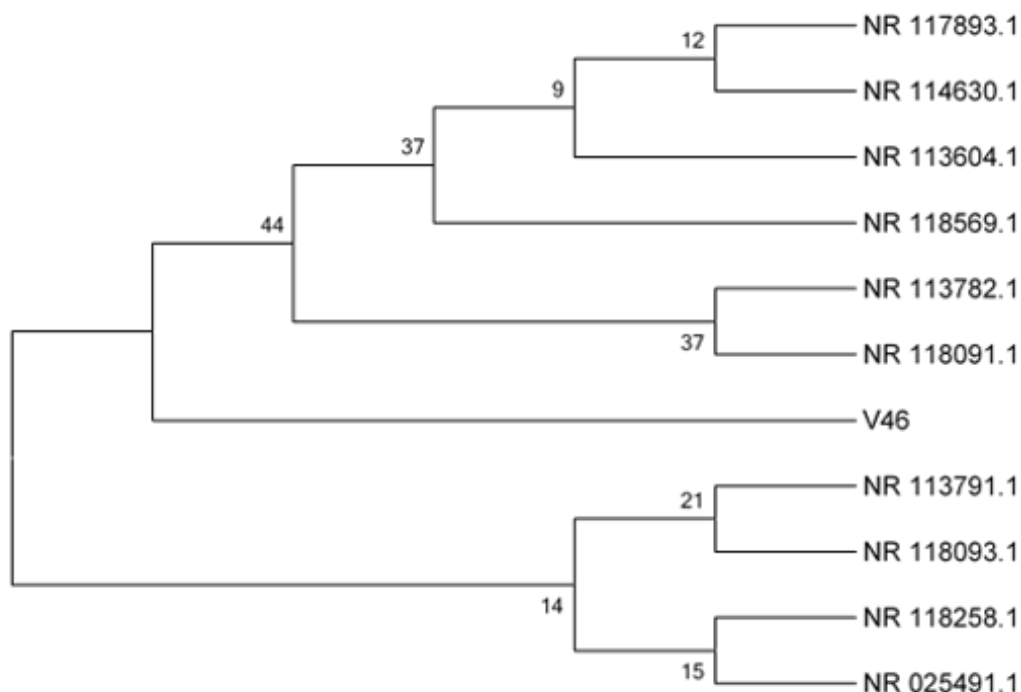 NR 117893.1
12
NR 114630.1
9
NR 113604.1
37
NR 118569.1
44
NR 113782.1
37
NR 118091.1
V46
NR 113791.1
21
NR 118093.1
14
NR 118258.1
15
NR 025491.1